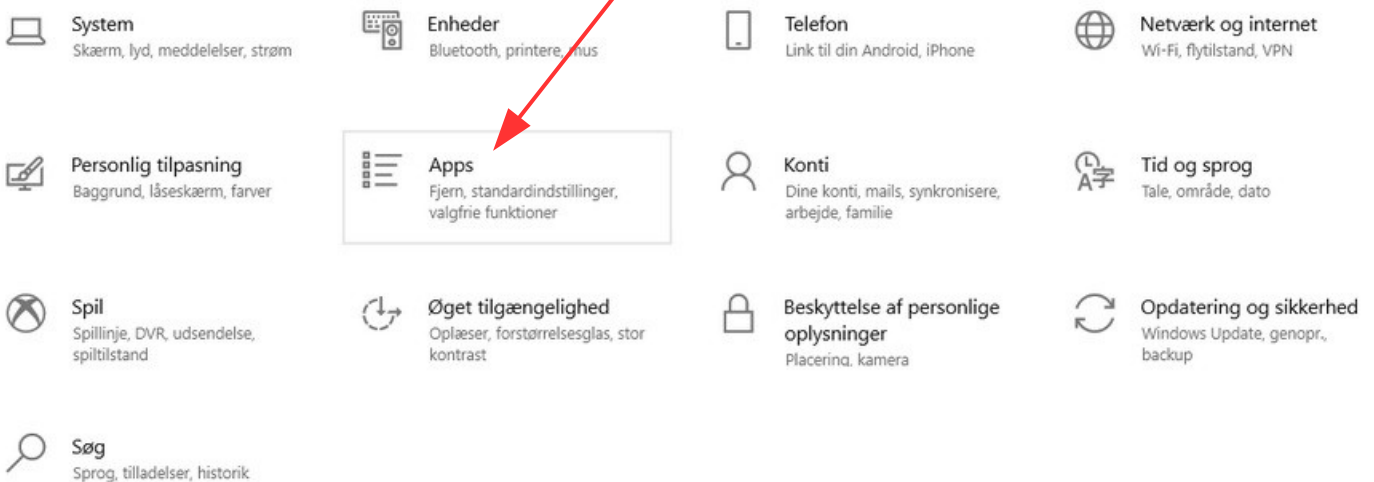 System
Skærm, lyd, meddelelser, strøm
Enheder
Bluetooth, printere, mus
Telefon
Link til din Android, iPhone
Netværk og internet
Wi-Fi, flytilstand, VPN
Personlig tilpasning
Baggrund, låseskærm, farver
Apps
Fjern, standardindstillinger,
valgfrie funktioner
Konti
Dine konti, mails, synkronisere,
arbejde, familie
Tid og sprog
Tale, område, dato
Spil
Spillinje, DVR, udsendelse,
spiltilstand
Øget tilgængelighed
Oplæser, forstørrelsesglas, stor
kontrast
Beskyttelse af personlige
oplysninger
Placering, kamera
Opdatering og sikkerhed
Windows Update, genopr.,
backup
Søg
Sprog, tilladelser, historik